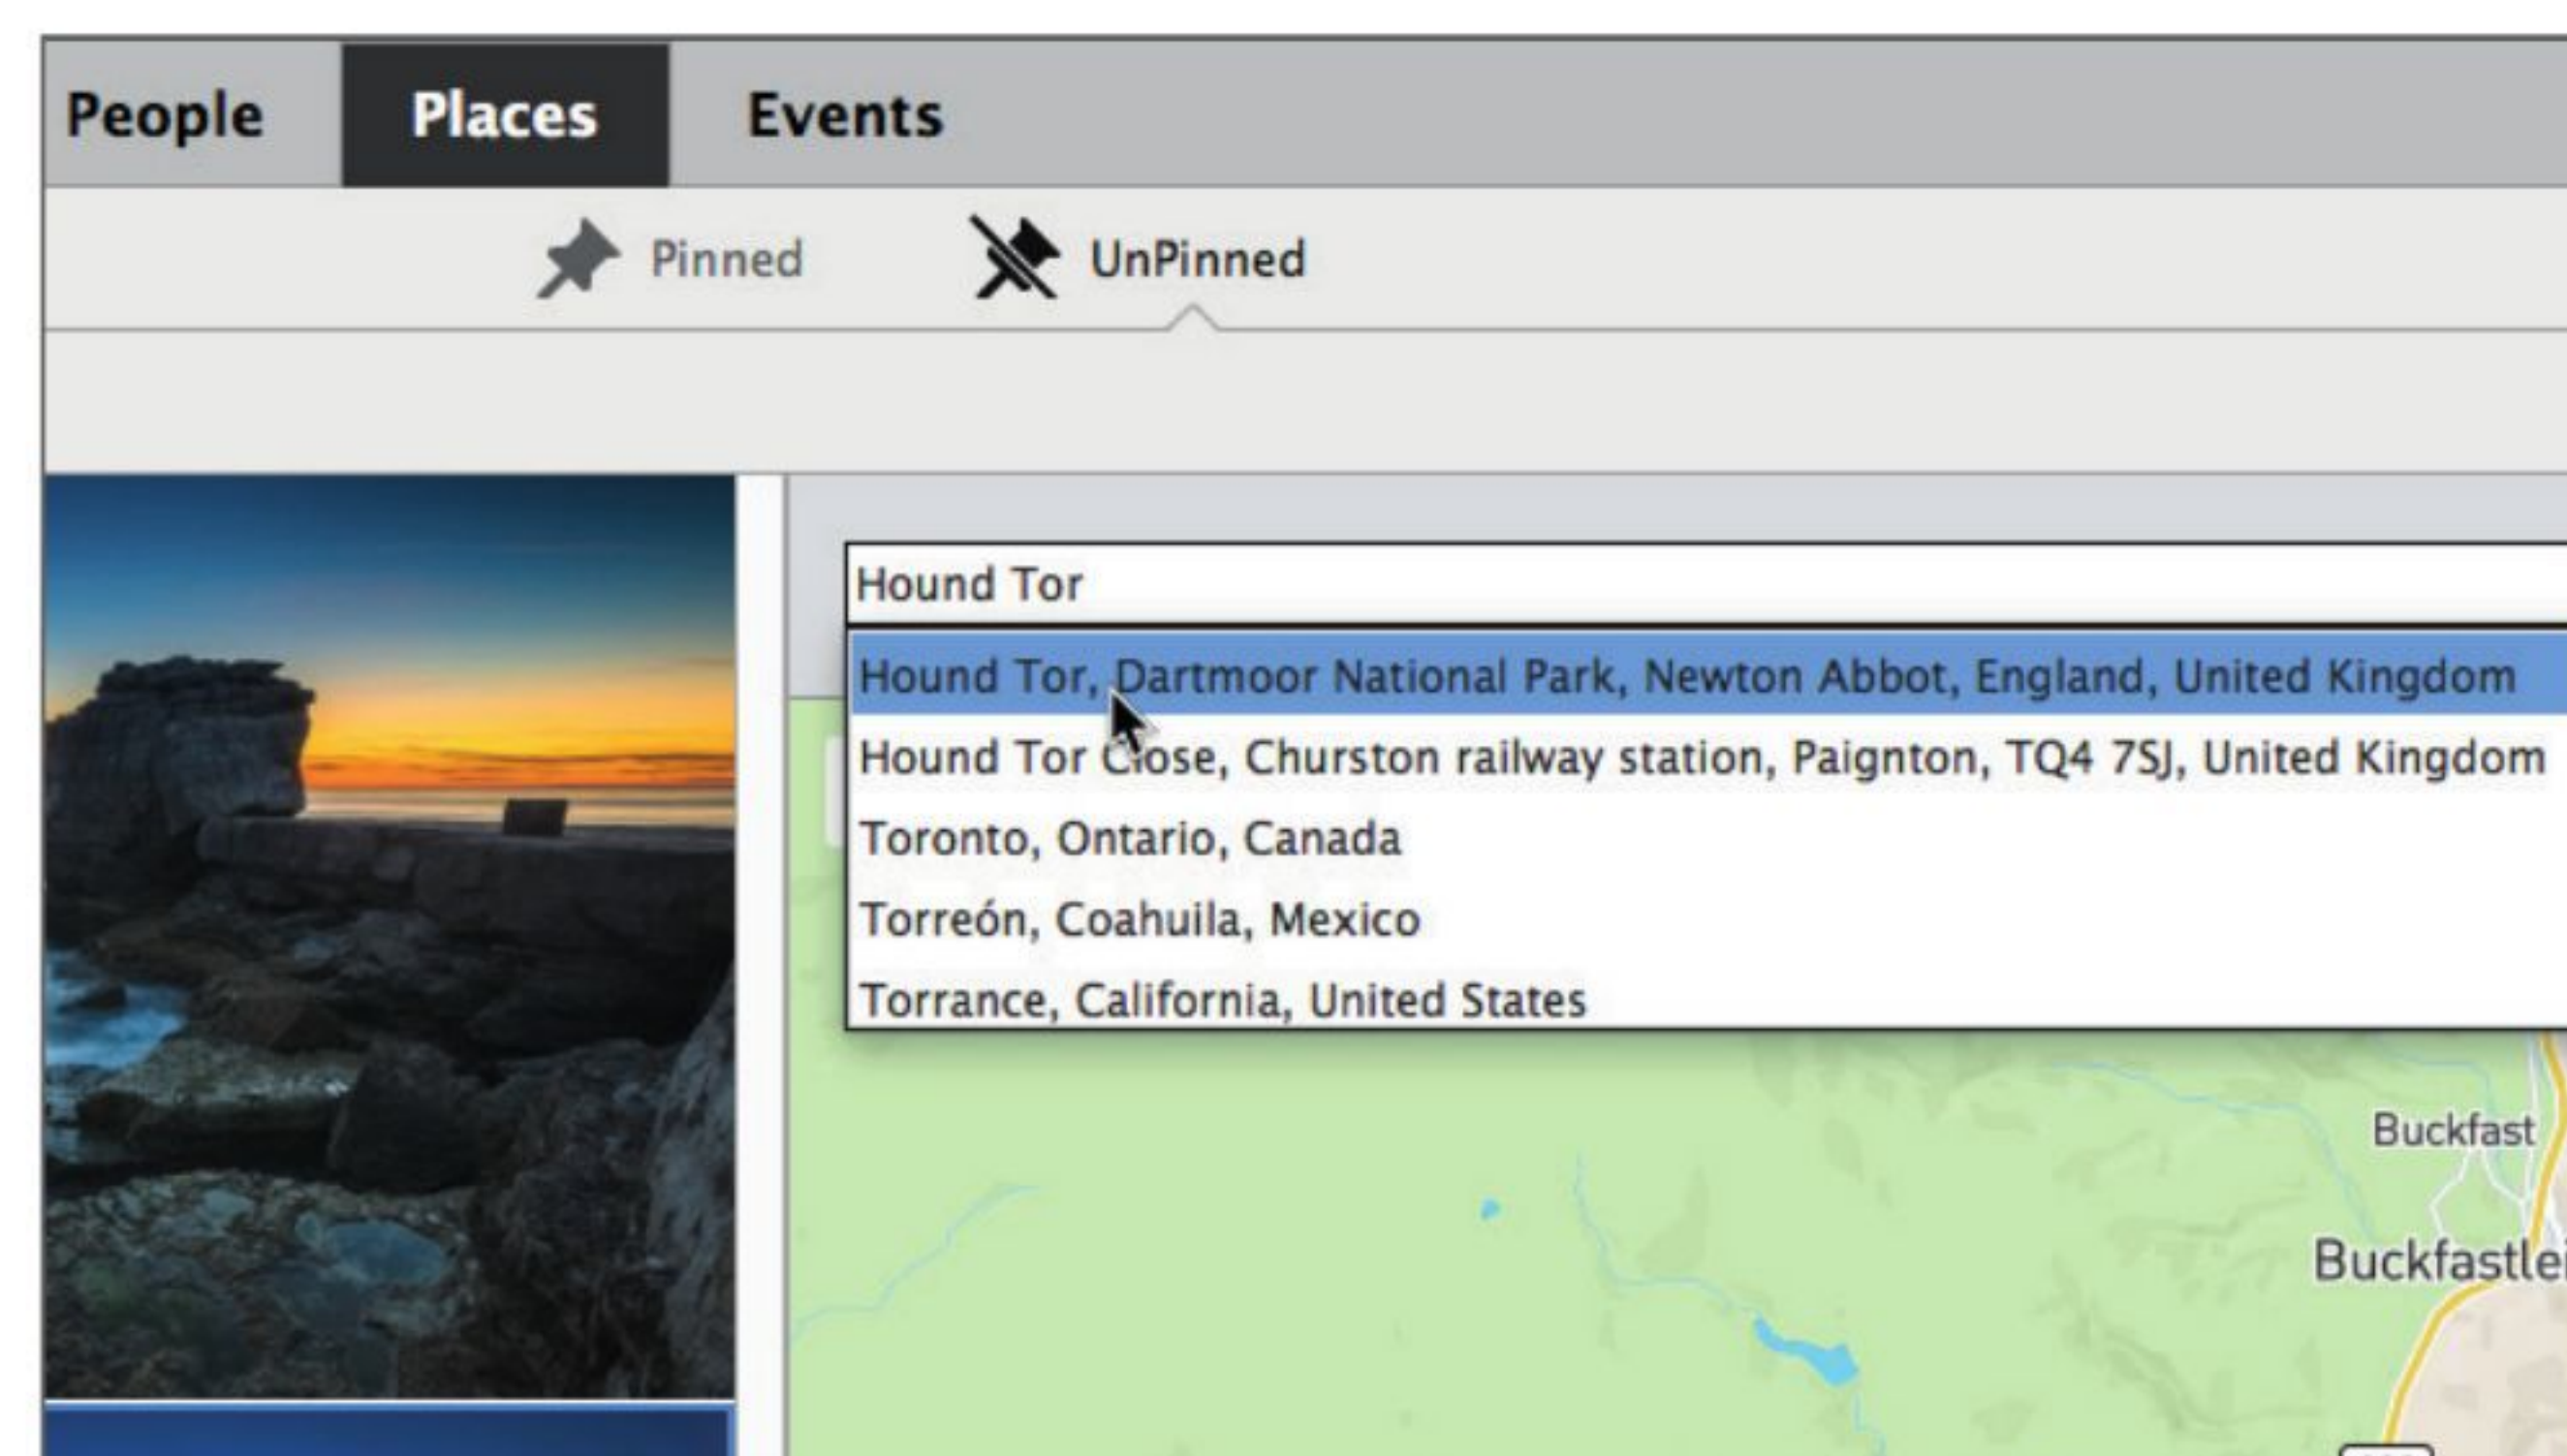 People Places Events
Pinned UnPinned
Hound Tor
Hound Tor, Dartmoor National Park, Newton Abbot, England, United Kingdom
Hound Tor Close, Churston railway station, Paignton, TQ4 7SJ, United Kingdom
Toronto, Ontario, Canada
Torreón, Coahuila, Mexico
Torrance, California, United States
Buckfast
Buckfastlei